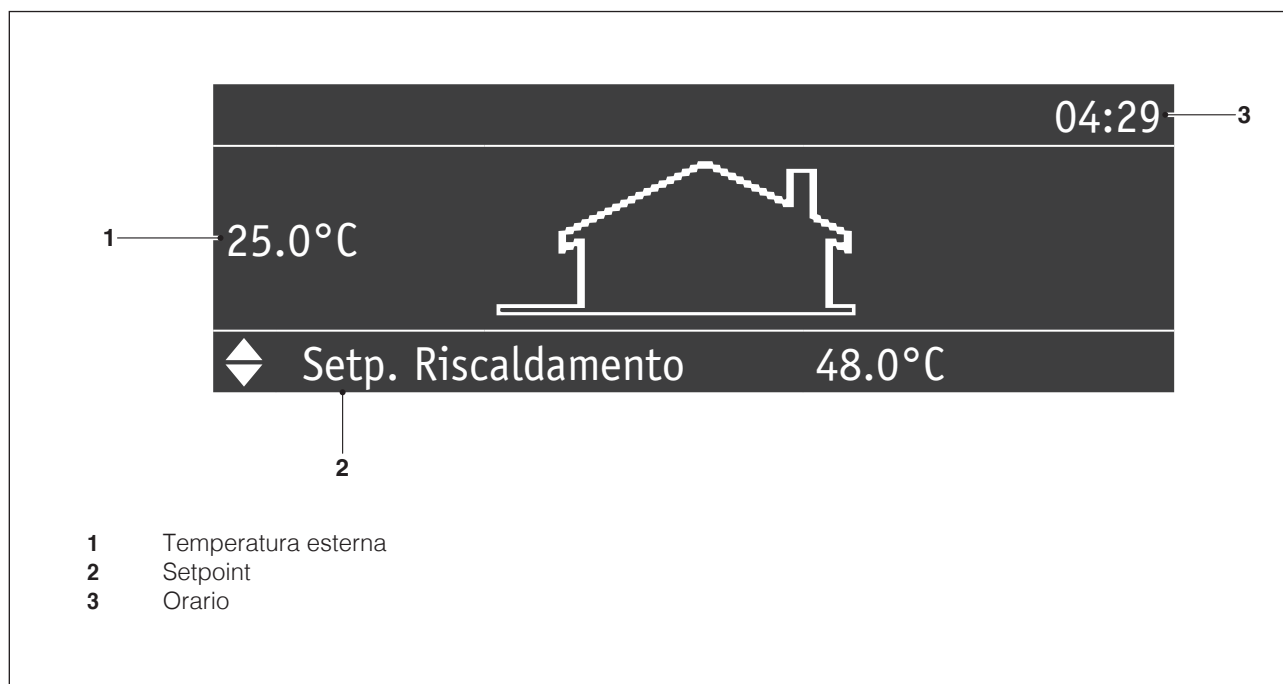 04:29
3
1
25.0°C
Setp. Riscaldamento 48.0°C
2
1 Temperatura esterna
2 Setpoint
3 Orario